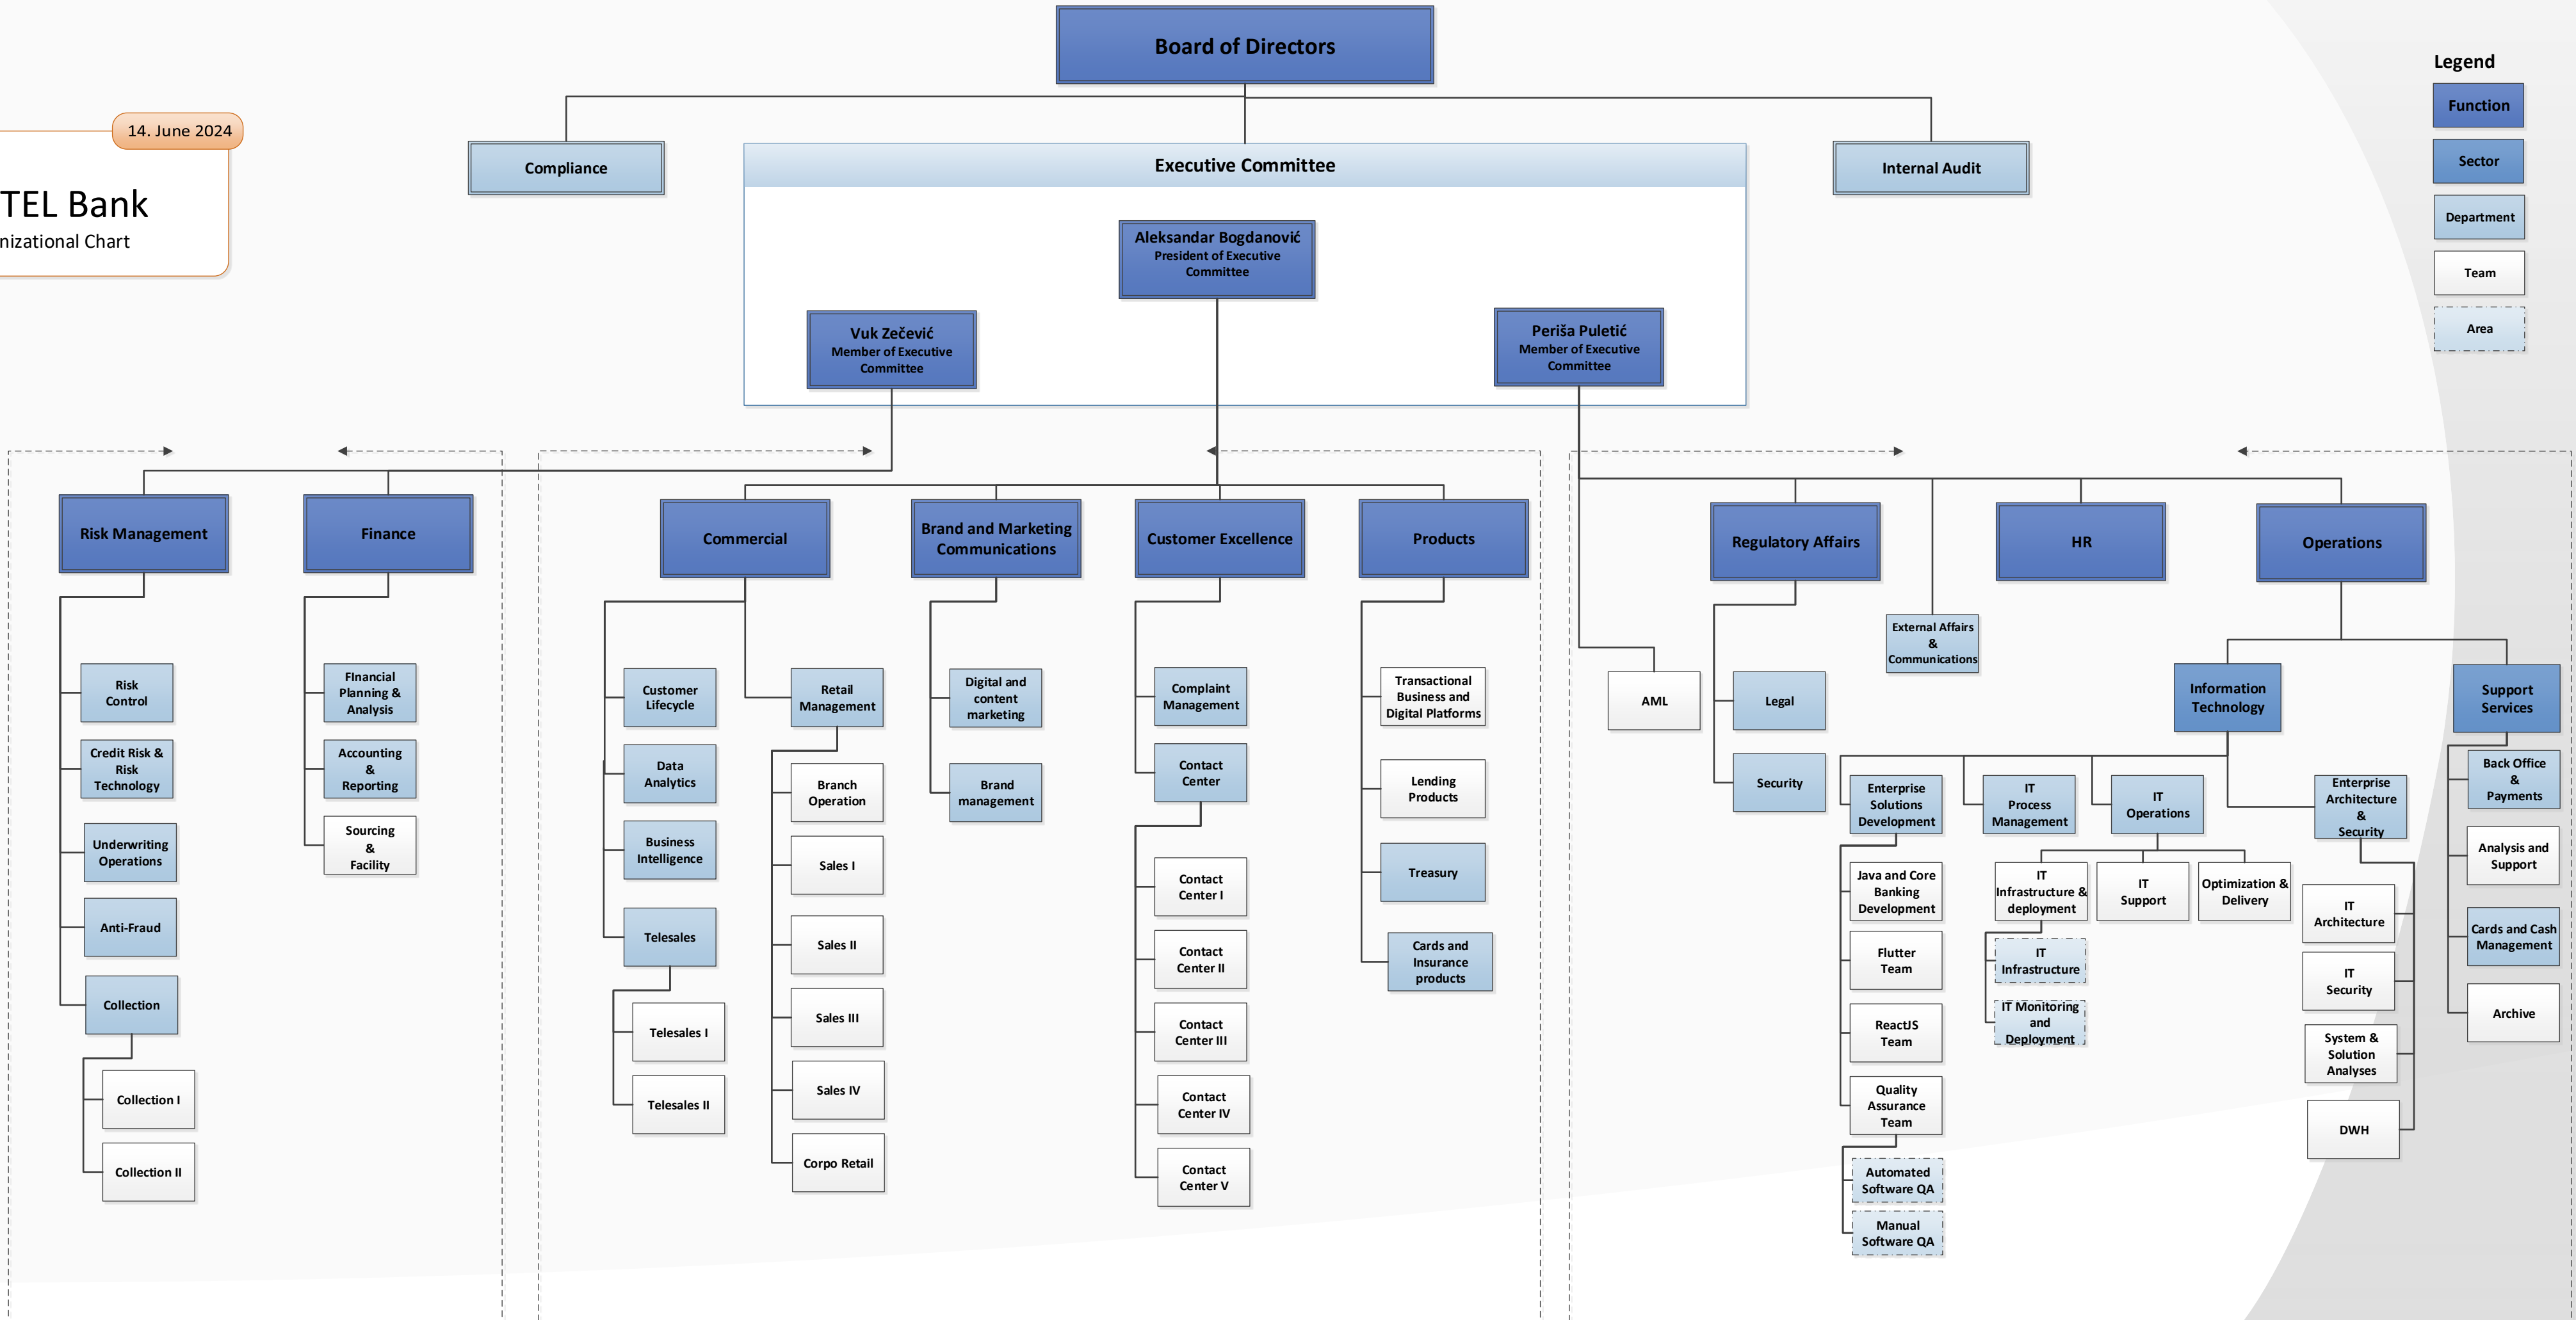 Board of Directors
Legend
Function
14. June 2024
TEL Bank
nizational Chart
Compliance
Executive Committee
Internal Audit
Sector
Department
Team
Area
Aleksandar Bogdanović
President of Executive
Committee
Vuk Zečević
Member of Executive
Committee
Periša Puletić
Member of Executive
Committee
Risk Management
Finance
Commercial
Brand and Marketing
Communications
Customer Excellence
Products
Regulatory Affairs
HR
Operations
Risk
Control
Credit Risk &
Risk
Technology
Underwriting
Operations
Anti-Fraud
Collection
Collection I
Collection II
FInancial
Planning &
Analysis
Accounting
&
Reporting
Sourcing
&
Facility
Customer
Lifecycle
Data
Analytics
Business
Intelligence
Telesales
Telesales I
Telesales II
Retail
Management
Branch
Operation
Sales I
Sales II
Sales III
Sales IV
Corpo Retail
Digital and
content
marketing
Brand
management
Complaint
Management
Contact
Center
Contact
Center I
Contact
Center II
Contact
Center III
Contact
Center IV
Contact
Center V
Transactional
Business and
Digital Platforms
Lending
Products
Treasury
Cards and
Insurance
products
AML
Legal
Security
External Affairs
&
Communications
Information
Technology
Support
Services
Enterprise
Solutions
Development
Java and Core
Banking
Development
Flutter
Team
ReactJS
Team
Quality
Assurance
Team
Automated
Software QA
Manual
Software QA
IT
Process
Management
IT
Operations
IT
Infrastructure &
deployment
IT
Infrastructure
IT Monitoring
and
Deployment
IT
Support
Optimization &
Delivery
Enterprise
Architecture
&
Security
IT
Architecture
IT
Security
System &
Solution
Analyses
DWH
Back Office
&
Payments
Analysis and
Support
Cards and Cash
Management
Archive